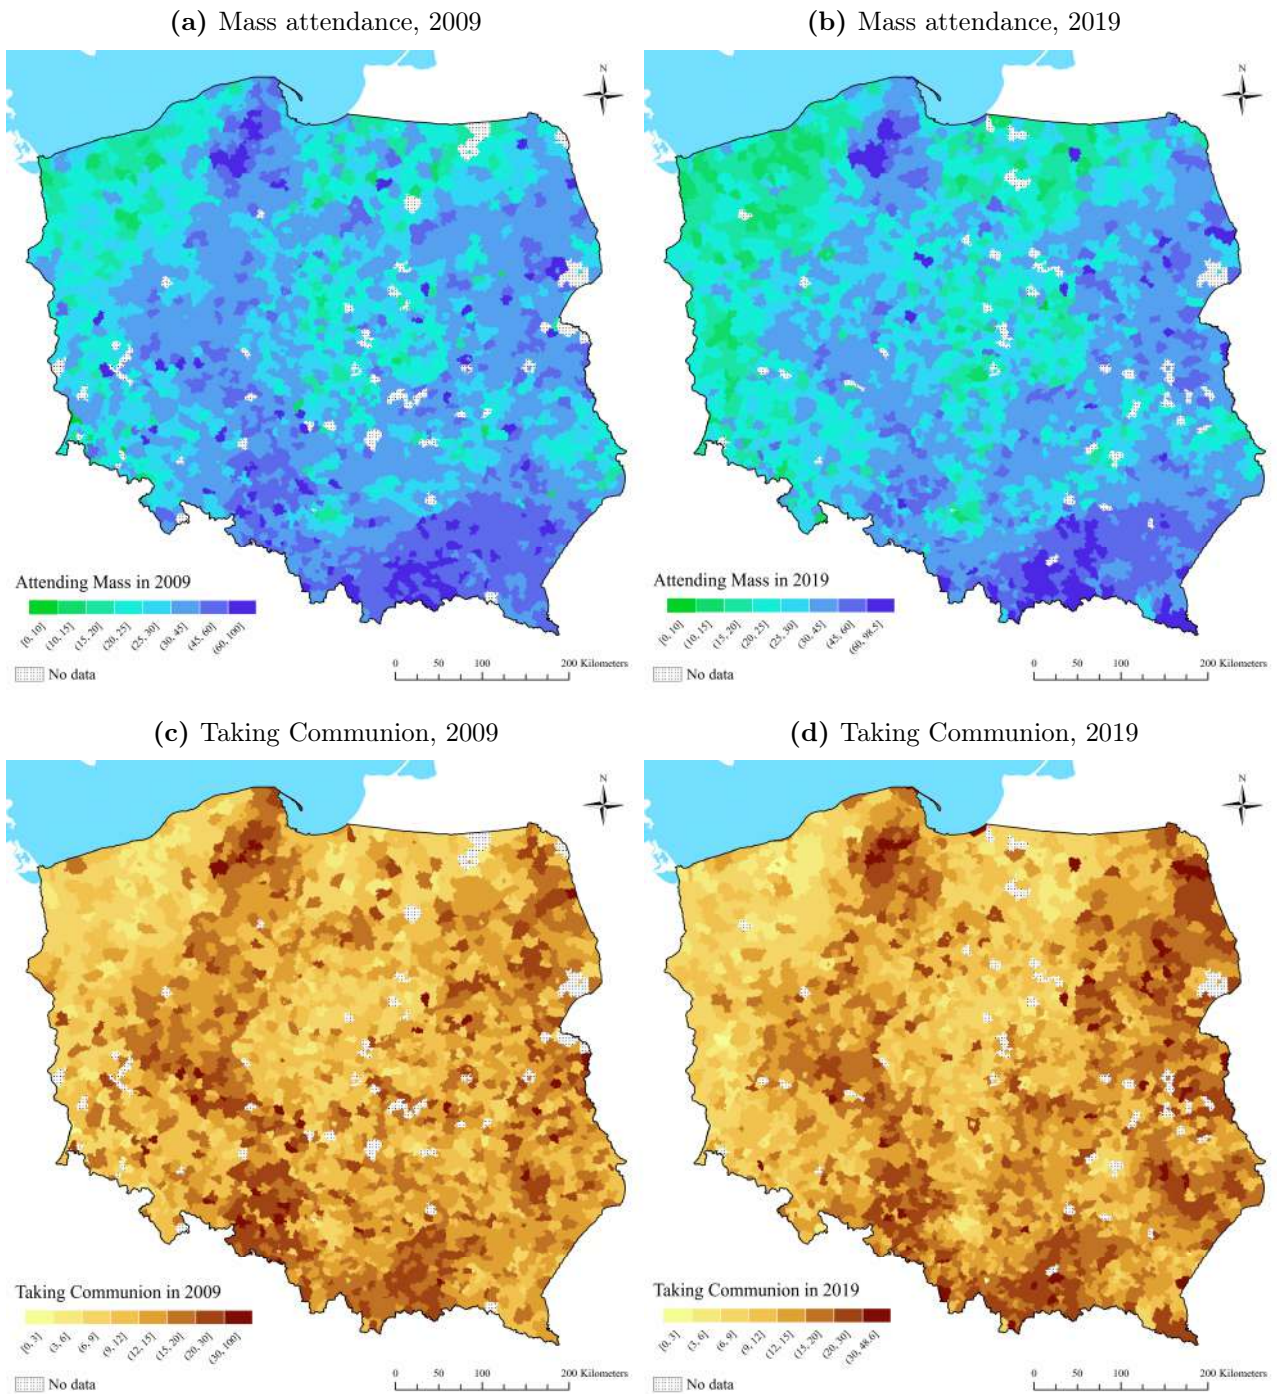 (a) Mass attendance, 2009
(b) Mass attendance, 2019
N
N
Attending Mass in 2009
[0, 10]
(10, 15]
(15, 20]
(20, 25]
(25, 30]
(30, 45]
(45, 60]
(60, 100]
No data
0 50 100 200 Kilometers
Attending Mass in 2019
[0, 10]
(10, 15]
(15, 20]
(20, 25]
(25, 30]
(30, 45]
(45, 60]
(60, 98.5]
No data
0 50 100 200 Kilometers
(c) Taking Communion, 2009
(d) Taking Communion, 2019
N
N
Taking Communion in 2009
[0, 3]
(3, 6]
(6, 9]
(9, 12]
(12, 15]
(15, 20]
(20, 30]
(30, 100]
No data
0 50 100 200 Kilometers
Taking Communion in 2019
[0, 3]
(3, 6]
(6, 9]
(9, 12]
(12, 15]
(15, 20]
(20, 30]
(30, 48.6]
No data
0 50 100 200 Kilometers